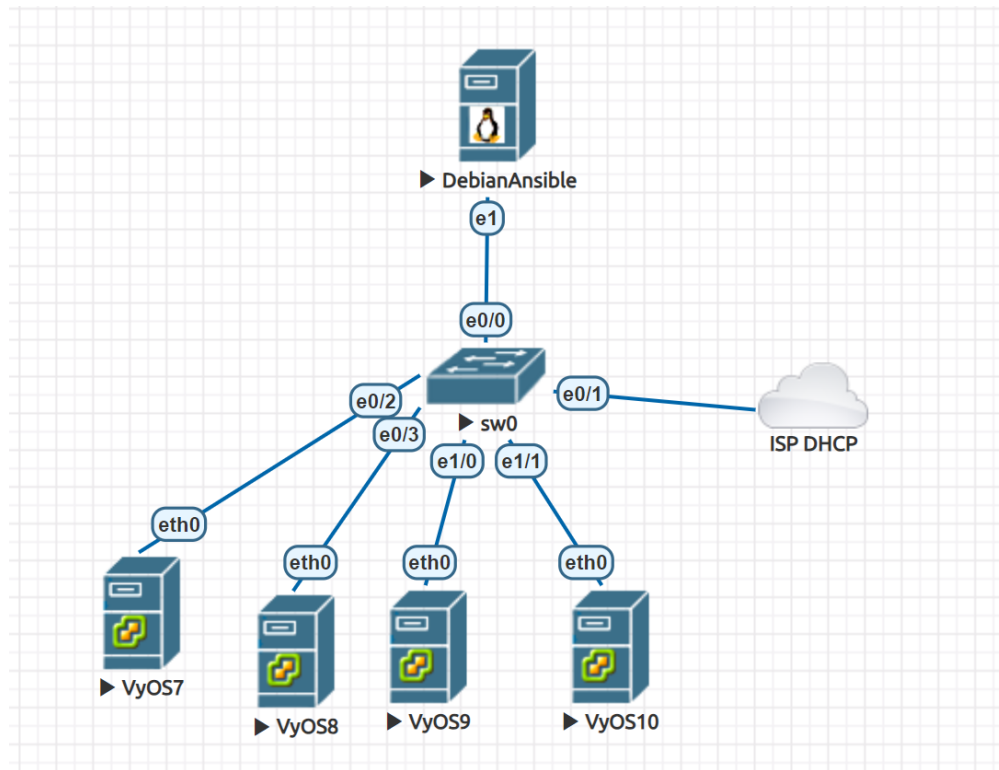 DebianAnsible
e1
e0/0
e0/1
e0/2
sw0
e0/3
ISP DHCP
e1/0
e1/1
eth0
eth0
eth0
eth0
VyOS7
VyOS8
VyOS9
VyOS10